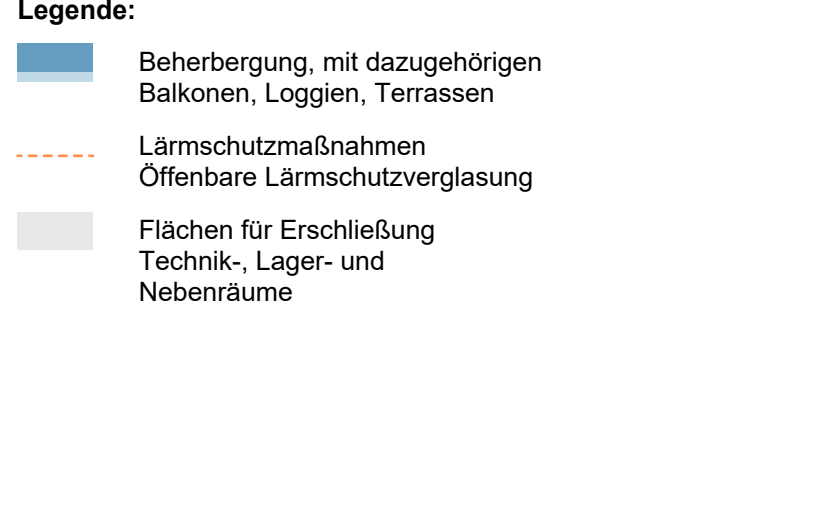 Legende:
Beherbergung, mit dazugehörigen
Balkonen, Loggien, Terrassen
Lärmschutzmaßnahmen
Öffenbare Lärmschutzverglasung
Flächen für Erschließung
Technik-, Lager- und
Nebenräume